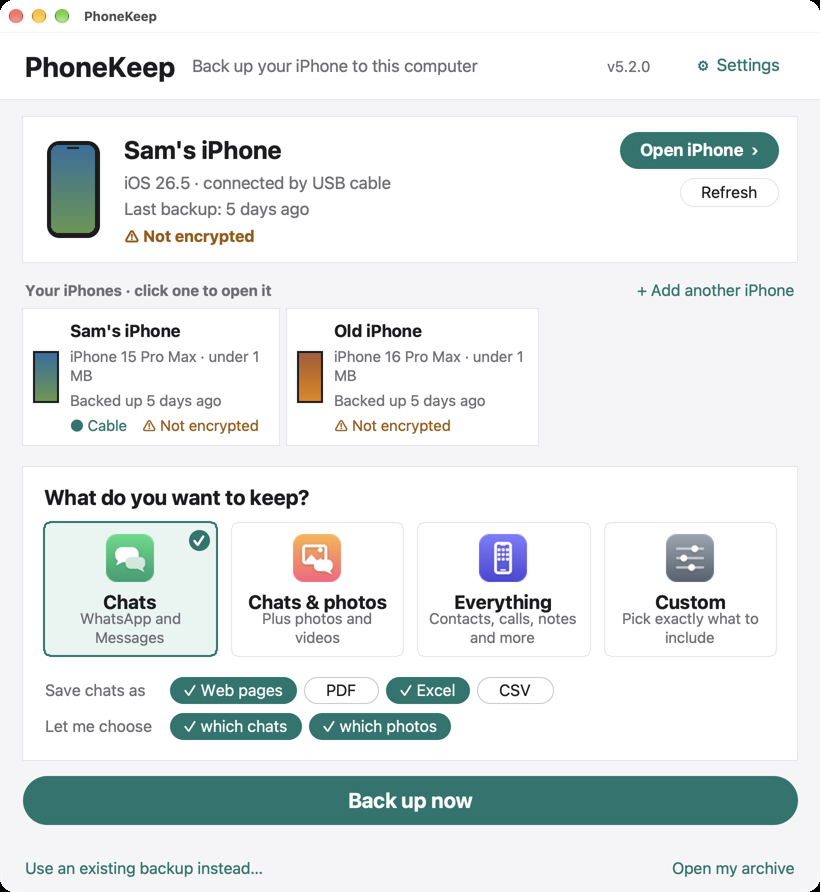 PhoneKeep
PhoneKeep Back up your iPhone to this computer v5.2.0 ⚙ Settings
Sam's iPhone
iOS 26.5 · connected by USB cable
Last backup: 5 days ago
⚠ Not encrypted
Open iPhone ›
Refresh
Your iPhones · click one to open it
+ Add another iPhone
Sam's iPhone
iPhone 15 Pro Max · under 1
MB
Backed up 5 days ago
Cable ⚠ Not encrypted
Old iPhone
iPhone 16 Pro Max · under 1
MB
Backed up 5 days ago
⚠ Not encrypted
What do you want to keep?
Chats
WhatsApp and
Messages
Chats & photos
Plus photos and
videos
Everything
Contacts, calls, notes
and more
Custom
Pick exactly what to
include
Save chats as ✓ Web pages PDF ✓ Excel CSV
Let me choose ✓ which chats ✓ which photos
Back up now
Use an existing backup instead...
Open my archive